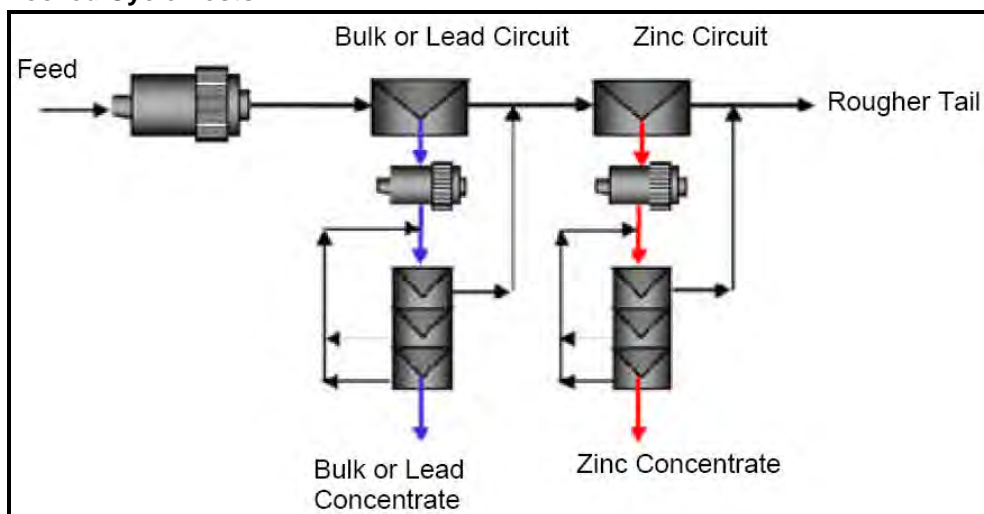 Bulk or Lead Circuit
Zinc Circuit
Feed
Rougher Tail
Bulk or Lead
Concentrate
Zinc Concentrate